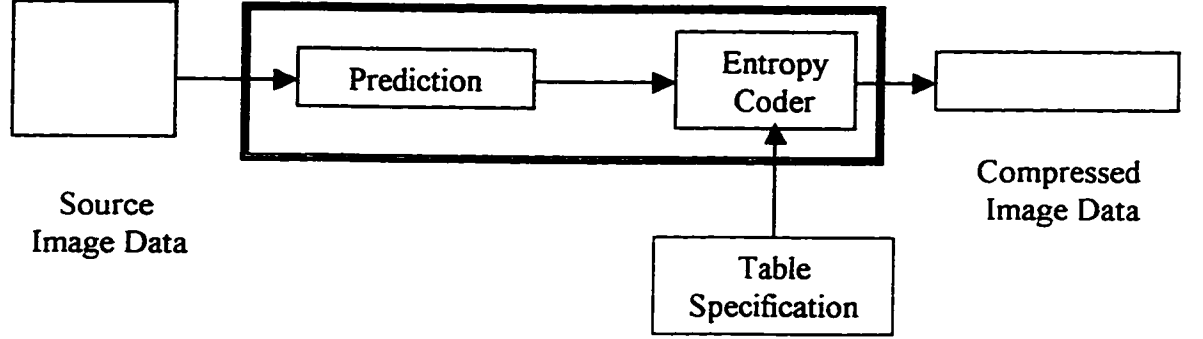 Prediction
Entropy
Coder
Source
Image Data
Compressed
Image Data
Table
Specification